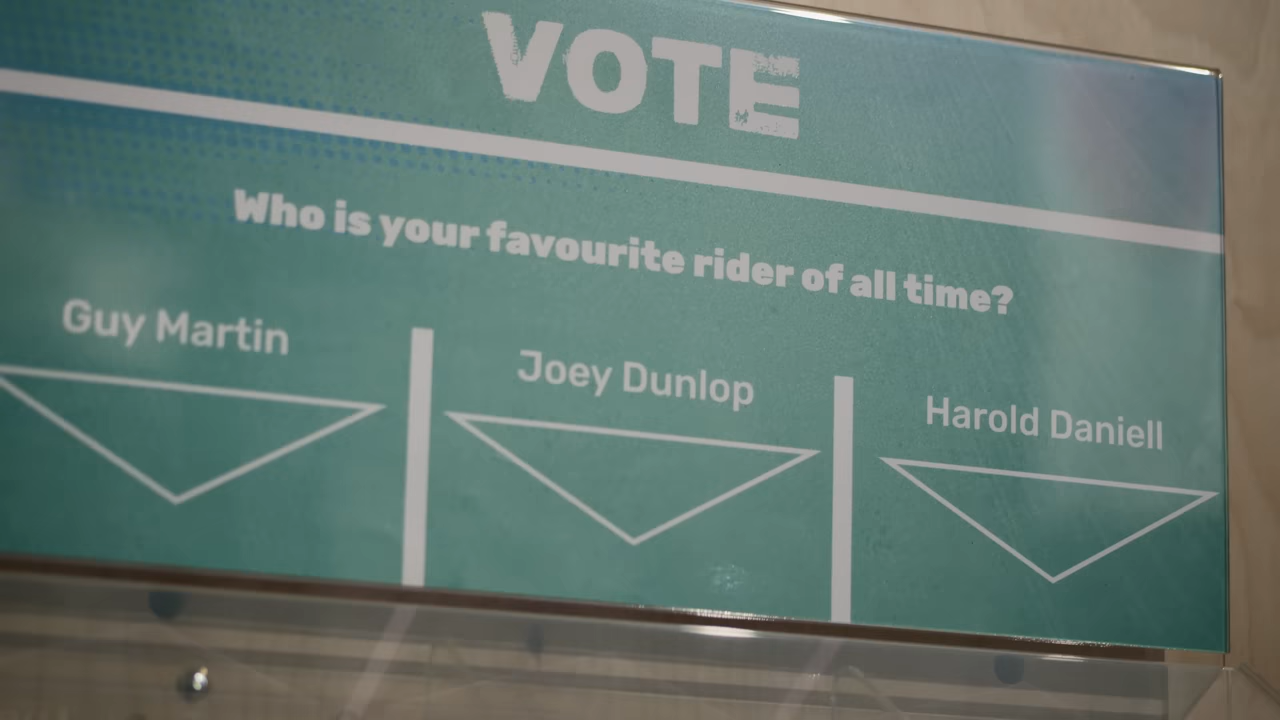 VOTE
Who is your favourite rider of all time?
Guy Martin
Joey Dunlop
Harold Daniell